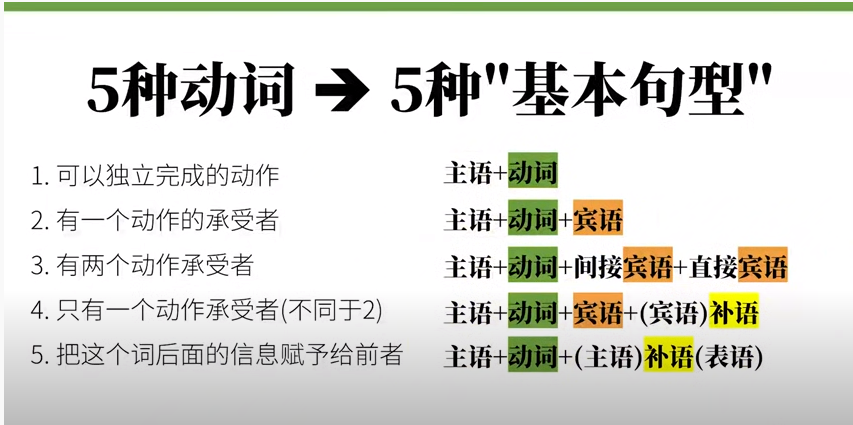 5种动词 → 5种"基本句型"
1. 可以独立完成的动作 主语+动词
2. 有一个动作的承受者 主语+动词+宾语
3. 有两个动作承受者 主语+动词+间接宾语+直接宾语
4. 只有一个动作承受者(不同于2) 主语+动词+宾语+(宾语)补语
5. 把这个词后面的信息赋予给前者 主语+动词+(主语)补语(表语)